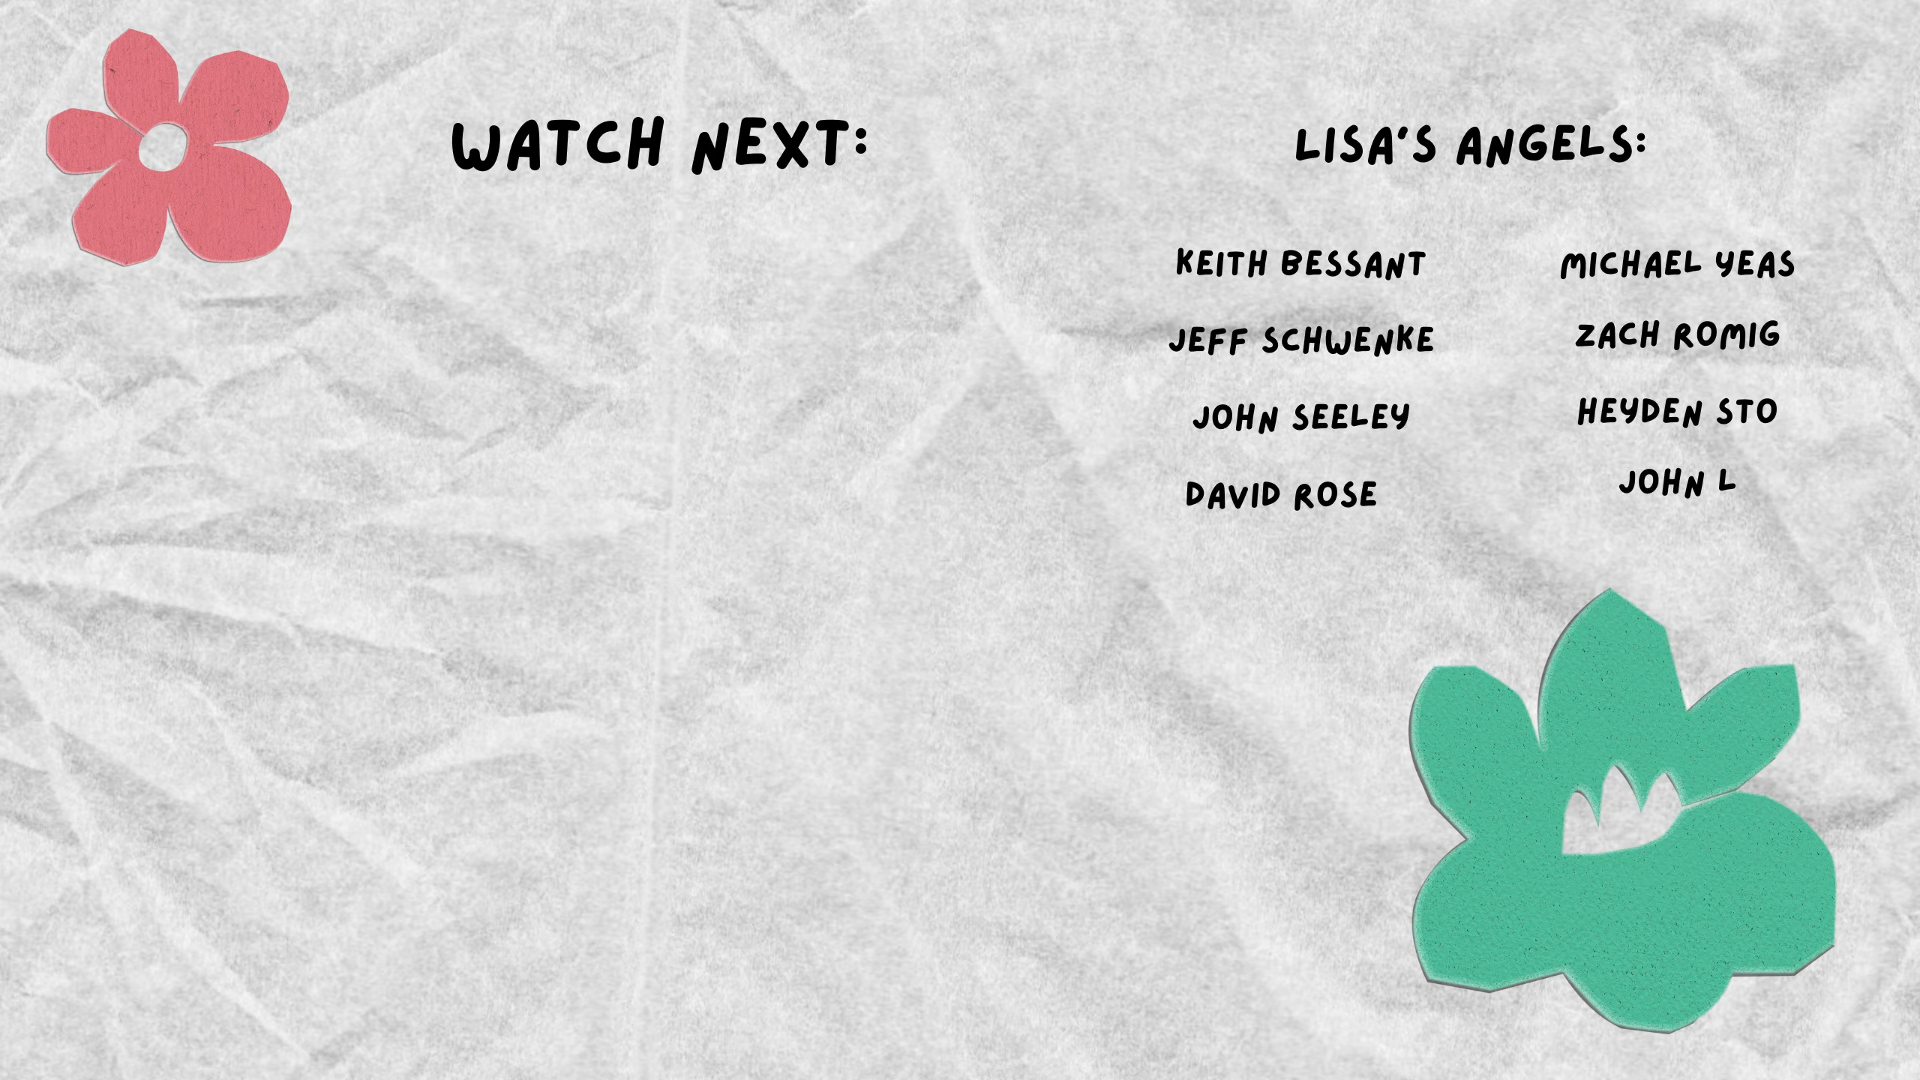 WATCH NEXT:
LISA'S ANGELS:
KEITH BESSANT
JEFF SCHWENKE
JOHN SEELEY
DAVID ROSE
MICHAEL YEAS
ZACH ROMIG
HEYDEN STO
JOHN L